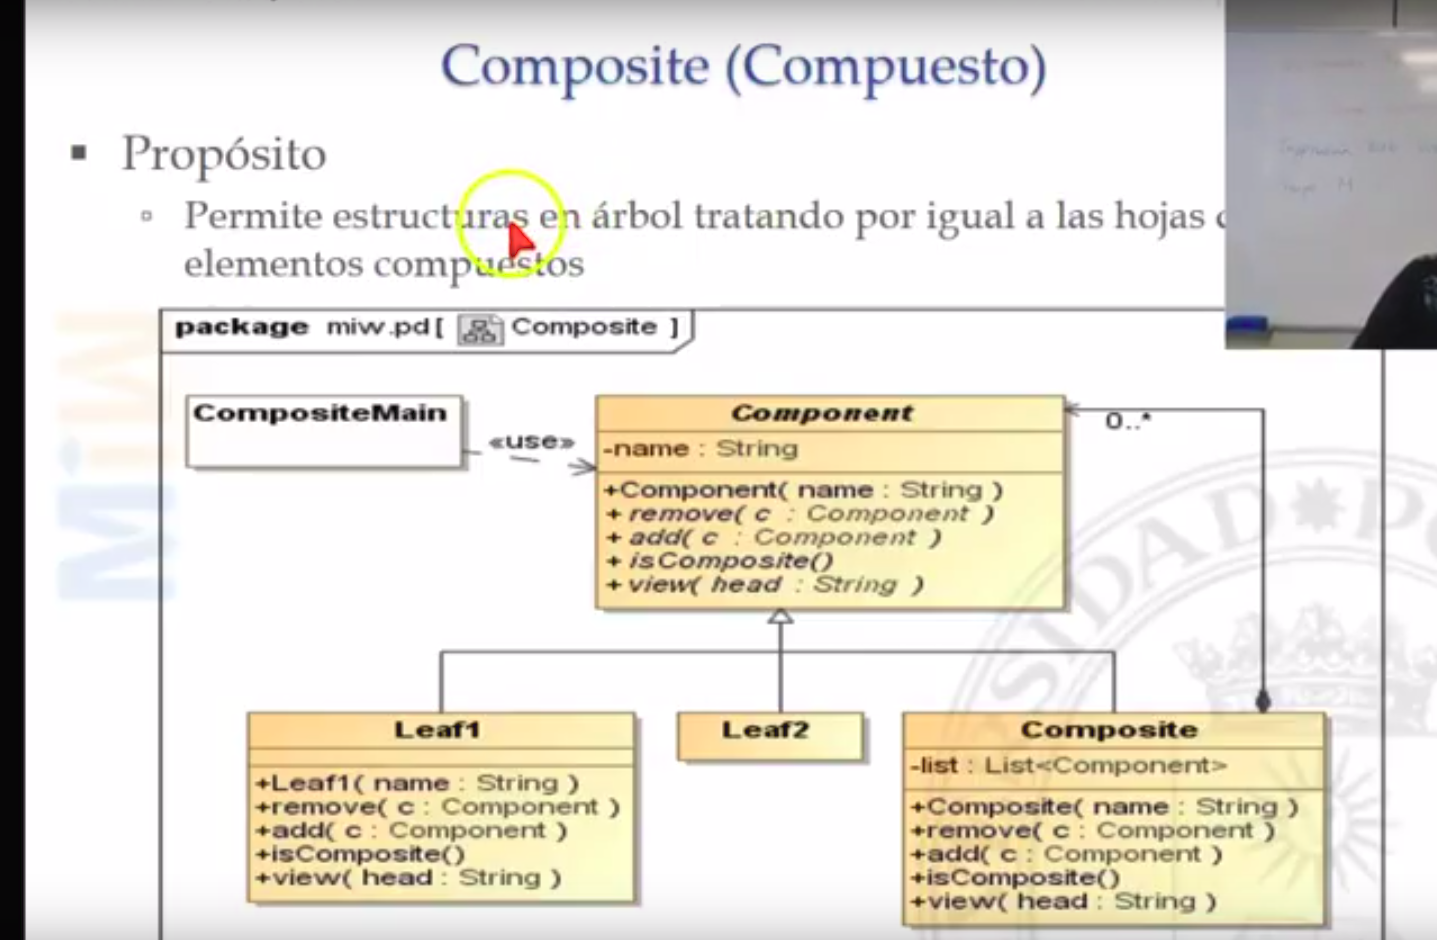 Composite (Compuesto)
Propósito
Permite estructuras en árbol tratando por igual a las hojas
elementos compuestos
package miw.pd[ Composite ]
CompositeMain
«use»
Component
0..*
-name : String
+Component( name : String )
+ remove( c : Component )
+ add( c : Component )
+ isComposite()
+ view( head : String )
Leaf1
+Leaf1( name : String )
+remove( c : Component )
+add( c : Component )
+isComposite()
+view( head : String )
Leaf2
Composite
-list : List<Component>
+Composite( name : String )
+remove( c : Component )
+add( c : Component )
+isComposite()
+view( head : String )